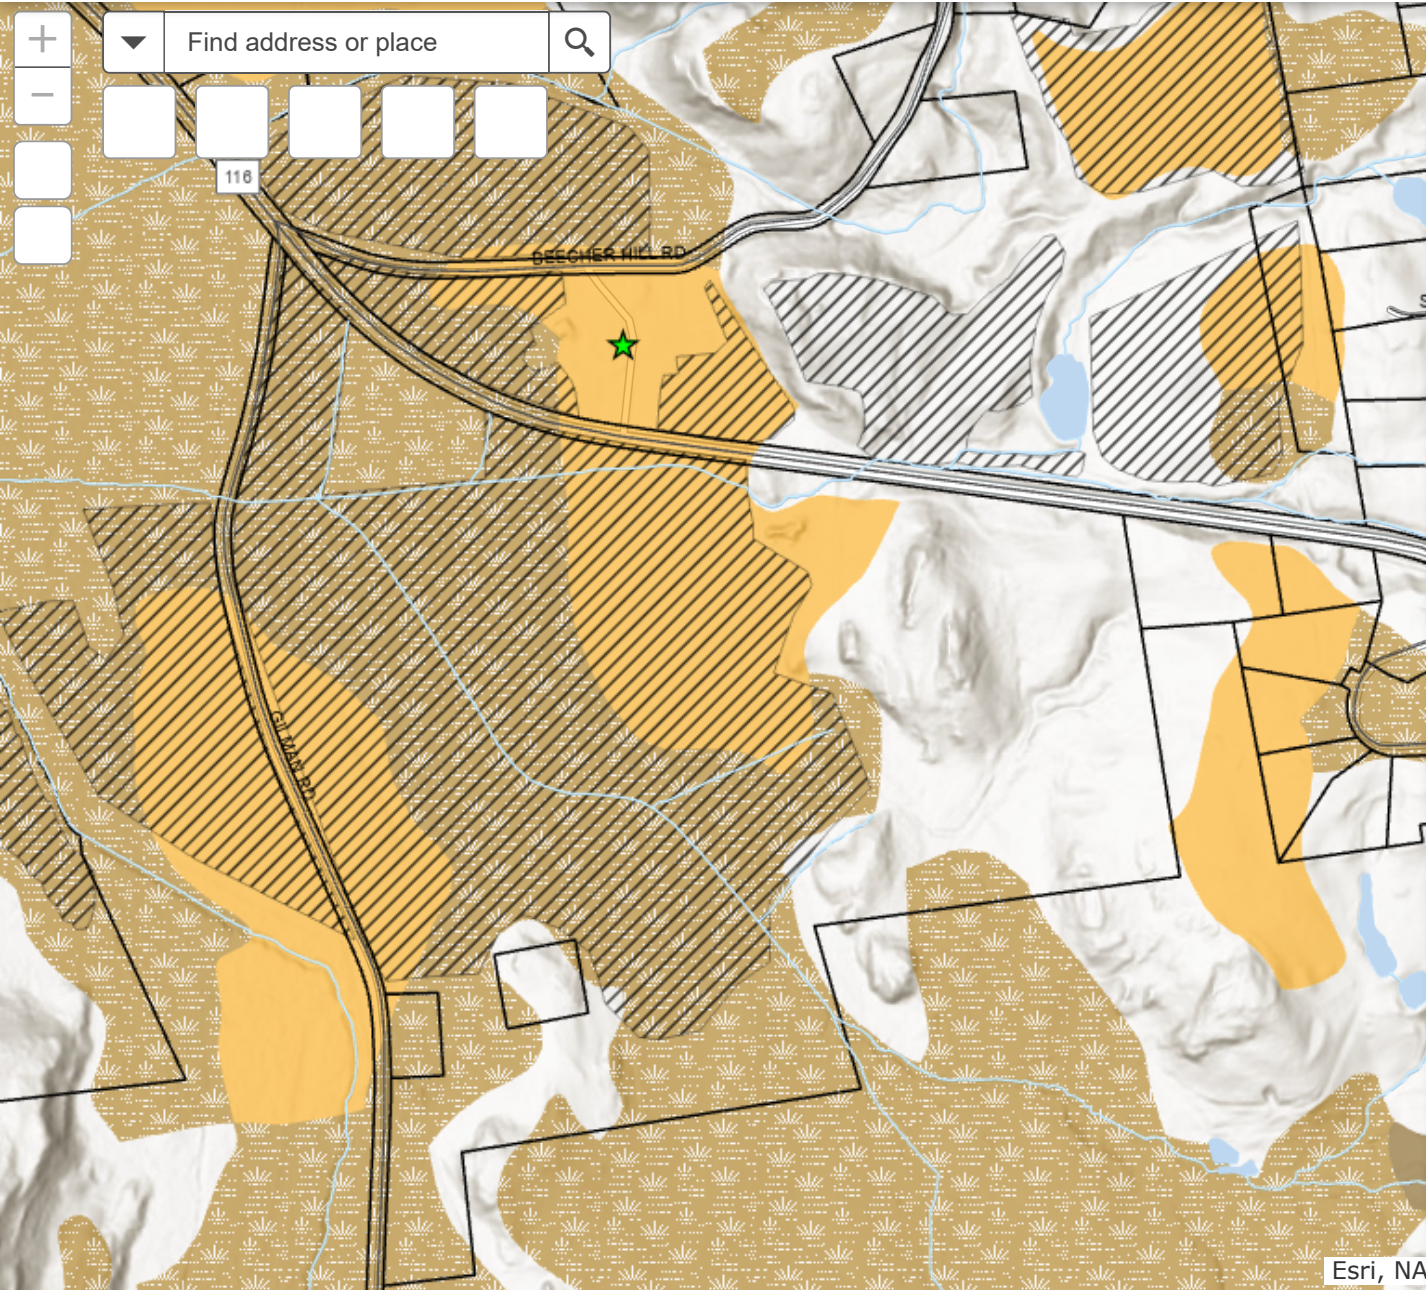 +
Find address or place
−
116
BEECHER HILL RD
S
GILMAN RD
Esri, NA